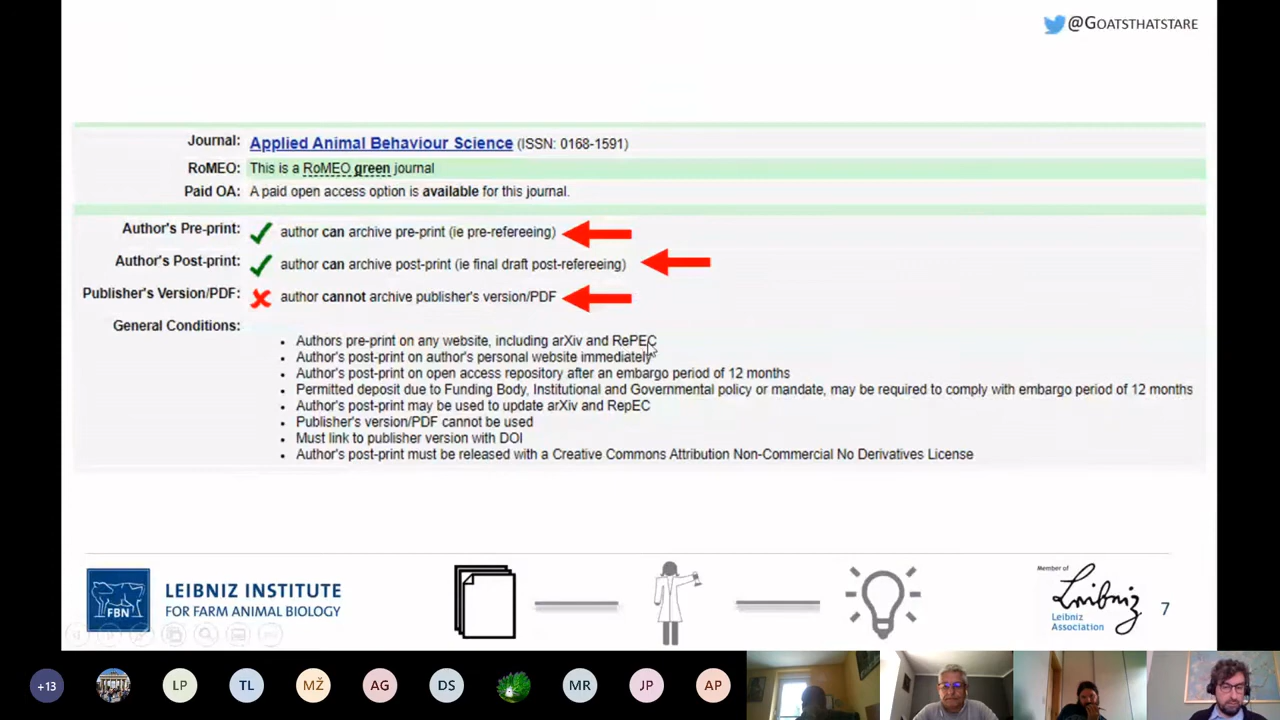 @GOATSTHATSTARE
Journal: Applied Animal Behaviour Science (ISSN: 0168-1591)
RoMEO: This is a RoMEO green journal
Paid OA: A paid open access option is available for this journal.
Author's Pre-print: author can archive pre-print (ie pre-refereeing)
Author's Post-print: author can archive post-print (ie final draft post-refereeing)
Publisher's Version/PDF: author cannot archive publisher's version/PDF
General Conditions:
• Authors pre-print on any website, including arXiv and RePEC
• Author's post-print on author's personal website immediately
• Author's post-print on open access repository after an embargo period of 12 months
• Permitted deposit due to Funding Body, Institutional and Governmental policy or mandate, may be required to comply with embargo period of 12 months
• Author's post-print may be used to update arXiv and RepEC
• Publisher's version/PDF cannot be used
• Must link to publisher version with DOI
• Author's post-print must be released with a Creative Commons Attribution Non-Commercial No Derivatives License
FBN
LEIBNIZ INSTITUTE
FOR FARM ANIMAL BIOLOGY
Member of
Leibniz
Leibniz
Association
7
+13 LP TL MŽ AG DS MR JP AP